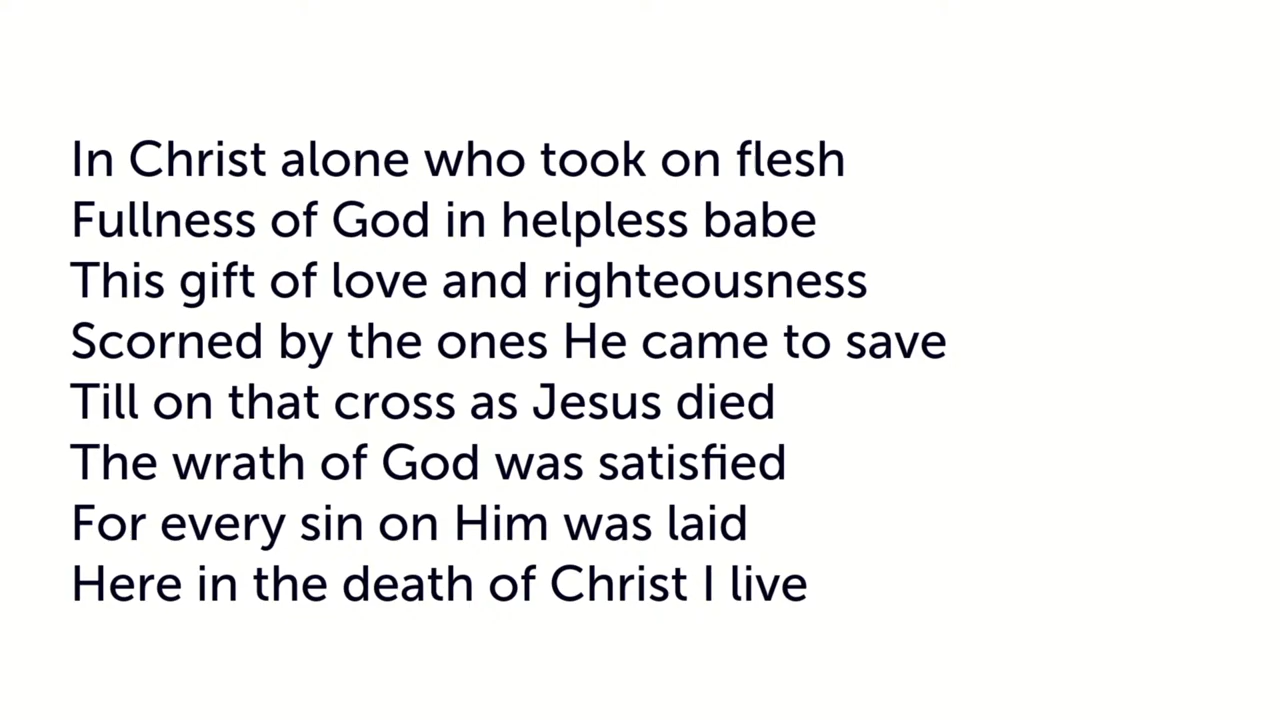 In Christ alone who took on flesh
Fullness of God in helpless babe
This gift of love and righteousness
Scorned by the ones He came to save
Till on that cross as Jesus died
The wrath of God was satisfied
For every sin on Him was laid
Here in the death of Christ I live